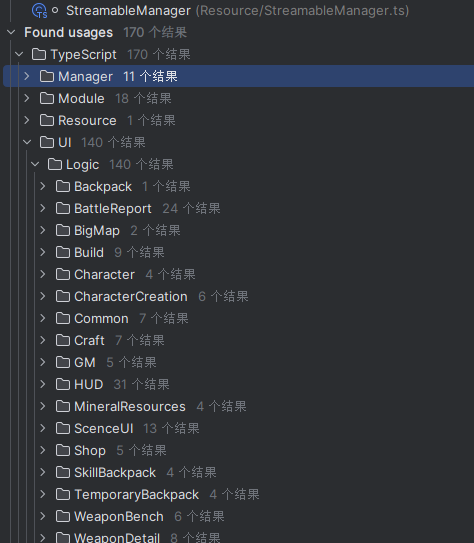 StreamableManager (Resource/StreamableManager.ts)
Found usages 170 个结果
TypeScript 170 个结果
Manager 11 个结果
Module 18 个结果
Resource 1 个结果
UI 140 个结果
Logic 140 个结果
Backpack 1 个结果
BattleReport 24 个结果
BigMap 2 个结果
Build 9 个结果
Character 4 个结果
CharacterCreation 6 个结果
Common 7 个结果
Craft 7 个结果
GM 5 个结果
HUD 31 个结果
MineralResources 4 个结果
ScenceUI 13 个结果
Shop 5 个结果
SkillBackpack 4 个结果
TemporaryBackpack 4 个结果
WeaponBench 6 个结果
WeaponDetail 8 个结果